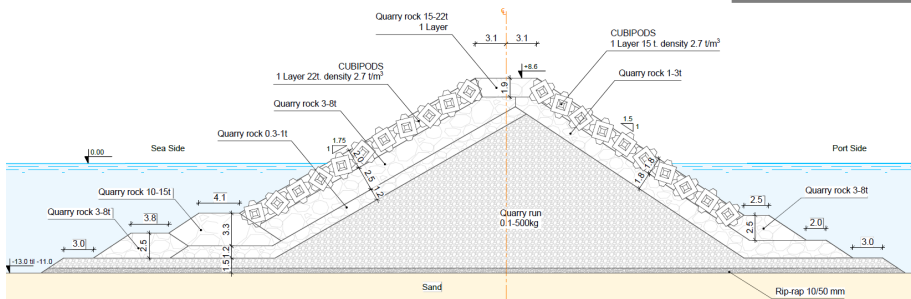 ℄
Quarry rock 15-22t
1 Layer
3.1
3.1
CUBIPODS
1 Layer 15 t. density 2.7 t/m³
+8.6
CUBIPODS
1 Layer 22t. density 2.7 t/m³
Quarry rock 1-3t
1.9
Quarry rock 3-8t
Quarry rock 0.3-1t
1.75
1
1.5
1
Sea Side
0.00
Port Side
2.0
2.5
1.2
1.8
1.8
Quarry rock 10-15t
4.1
Quarry rock 3-8t
3.8
3.0
2.5
3.3
1.2
1.5
Quarry run
0.1-500kg
2.5
Quarry rock 3-8t
2.0
2.5
3.0
-13.0 til -11.0
Sand
Rip-rap 10/50 mm